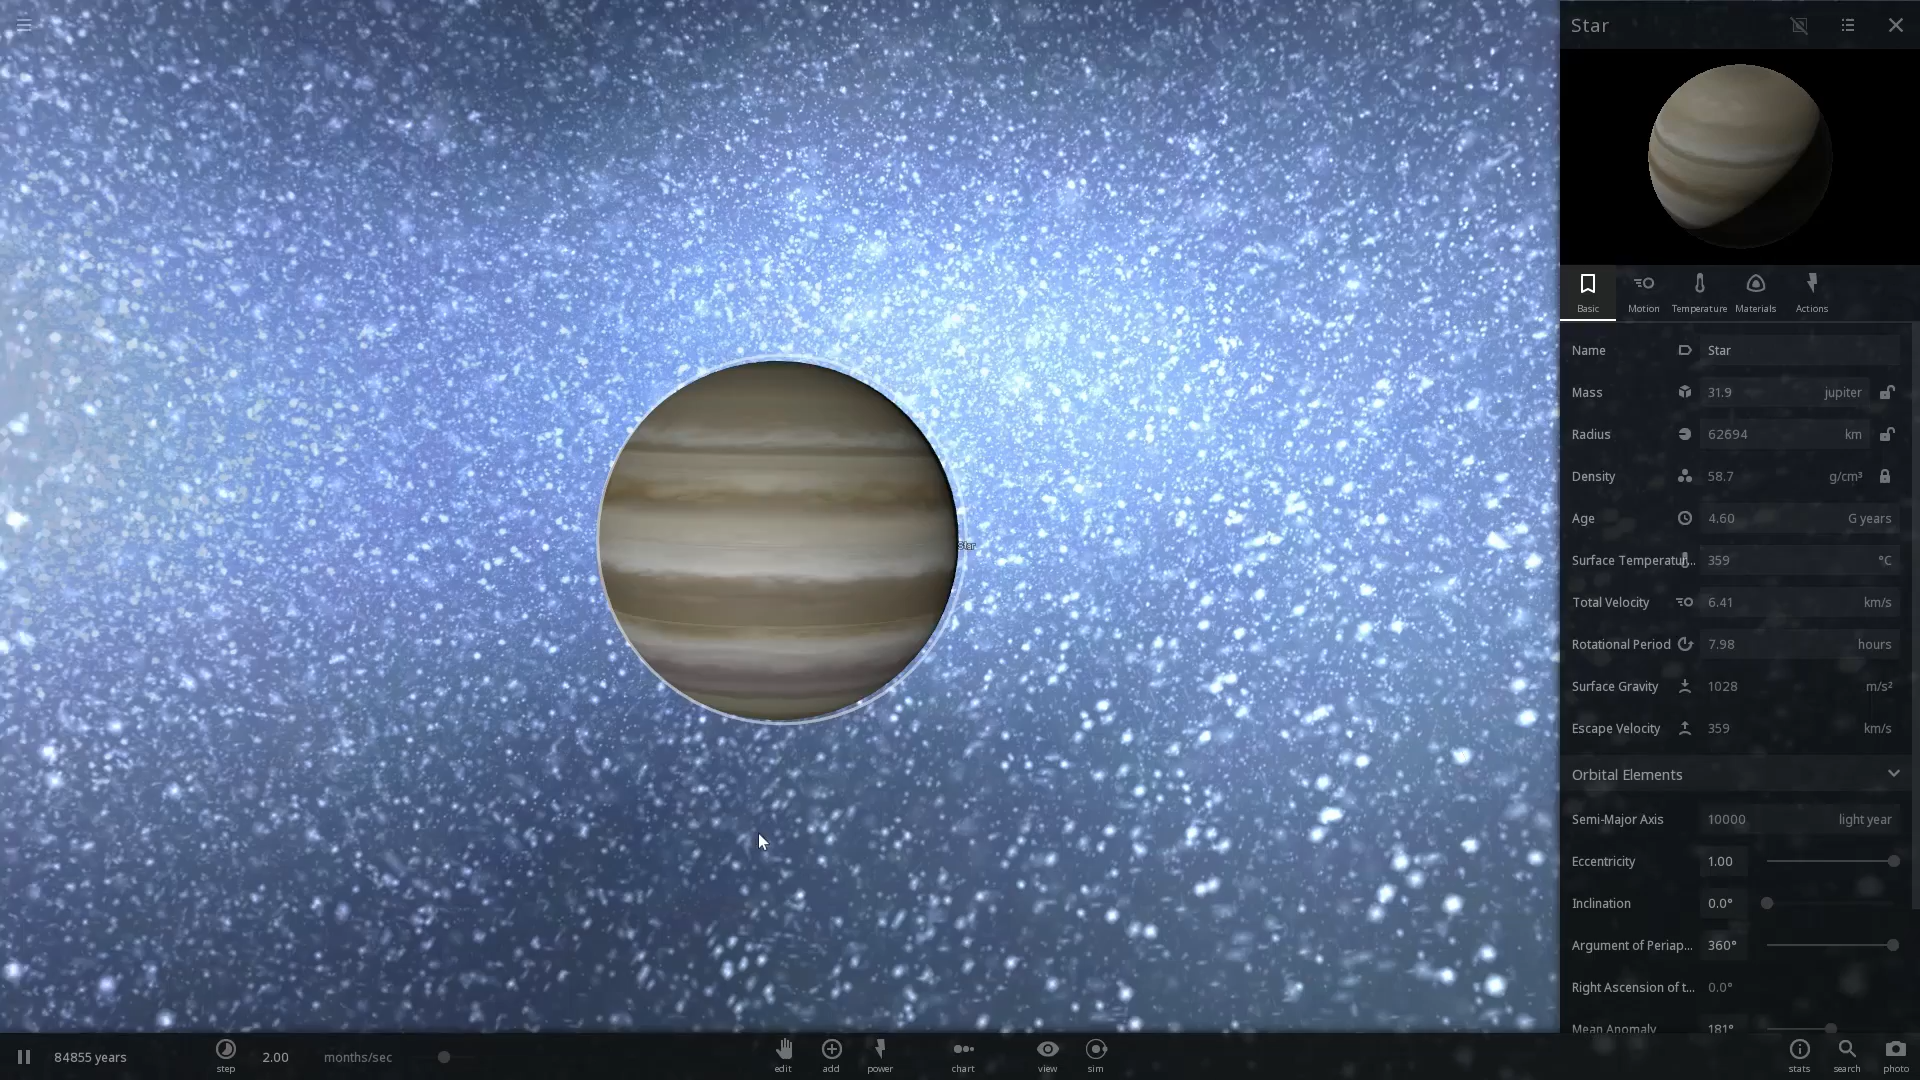 Star
Basic
Motion
Temperature
Materials
Actions
Name Star
Mass 31.9 jupiter
Radius 62694 km
Density 58.7 g/cm³
Age 4.60 G years
Surface Temperatur... 359 °C
Total Velocity 6.41 km/s
Rotational Period 7.98 hours
Surface Gravity 1028 m/s²
Escape Velocity 359 km/s
Orbital Elements
Semi-Major Axis 10000 light year
Eccentricity 1.00
Inclination 0.0°
Argument of Periap... 360°
Right Ascension of t... 0.0°
Mean Anomaly 181°
Star
84855 years
step
2.00 months/sec
edit
add
power
chart
view
sim
stats
search
photo